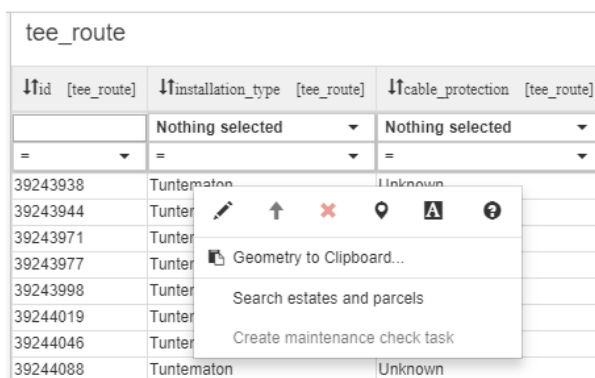 tee_route
id [tee_route] installation_type [tee_route] cable_protection [tee_route]
Nothing selected Nothing selected
= = =
39243938 Tuntematon Unknown
39243944 Tunter
39243971 Tunter
39243977 Tunter
39243998 Tunter
39244019 Tunter
39244046 Tunter
39244088 Tuntematon Unknown
A ?
Geometry to Clipboard...
Search estates and parcels
Create maintenance check task